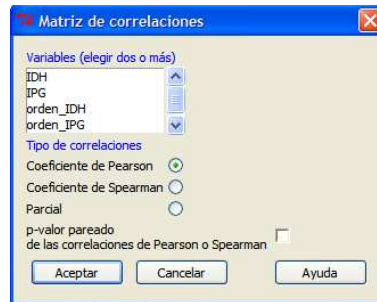 Matriz de correlaciones
Variables (elegir dos o más)
IDH
IPG
orden_IDH
orden_IPG
Tipo de correlaciones
Coeficiente de Pearson
Coeficiente de Spearman
Parcial
p-valor pareado
de las correlaciones de Pearson o Spearman
Aceptar Cancelar Ayuda